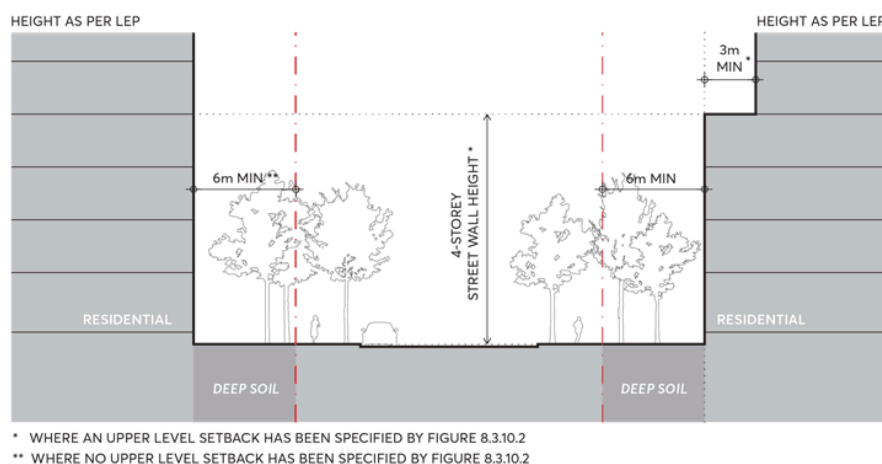 HEIGHT AS PER LEP
HEIGHT AS PER LEP
3m
MIN *
6m MIN **
4-STOREY
STREET WALL HEIGHT *
6m MIN
RESIDENTIAL
RESIDENTIAL
DEEP SOIL
DEEP SOIL
* WHERE AN UPPER LEVEL SETBACK HAS BEEN SPECIFIED BY FIGURE 8.3.10.2
** WHERE NO UPPER LEVEL SETBACK HAS BEEN SPECIFIED BY FIGURE 8.3.10.2